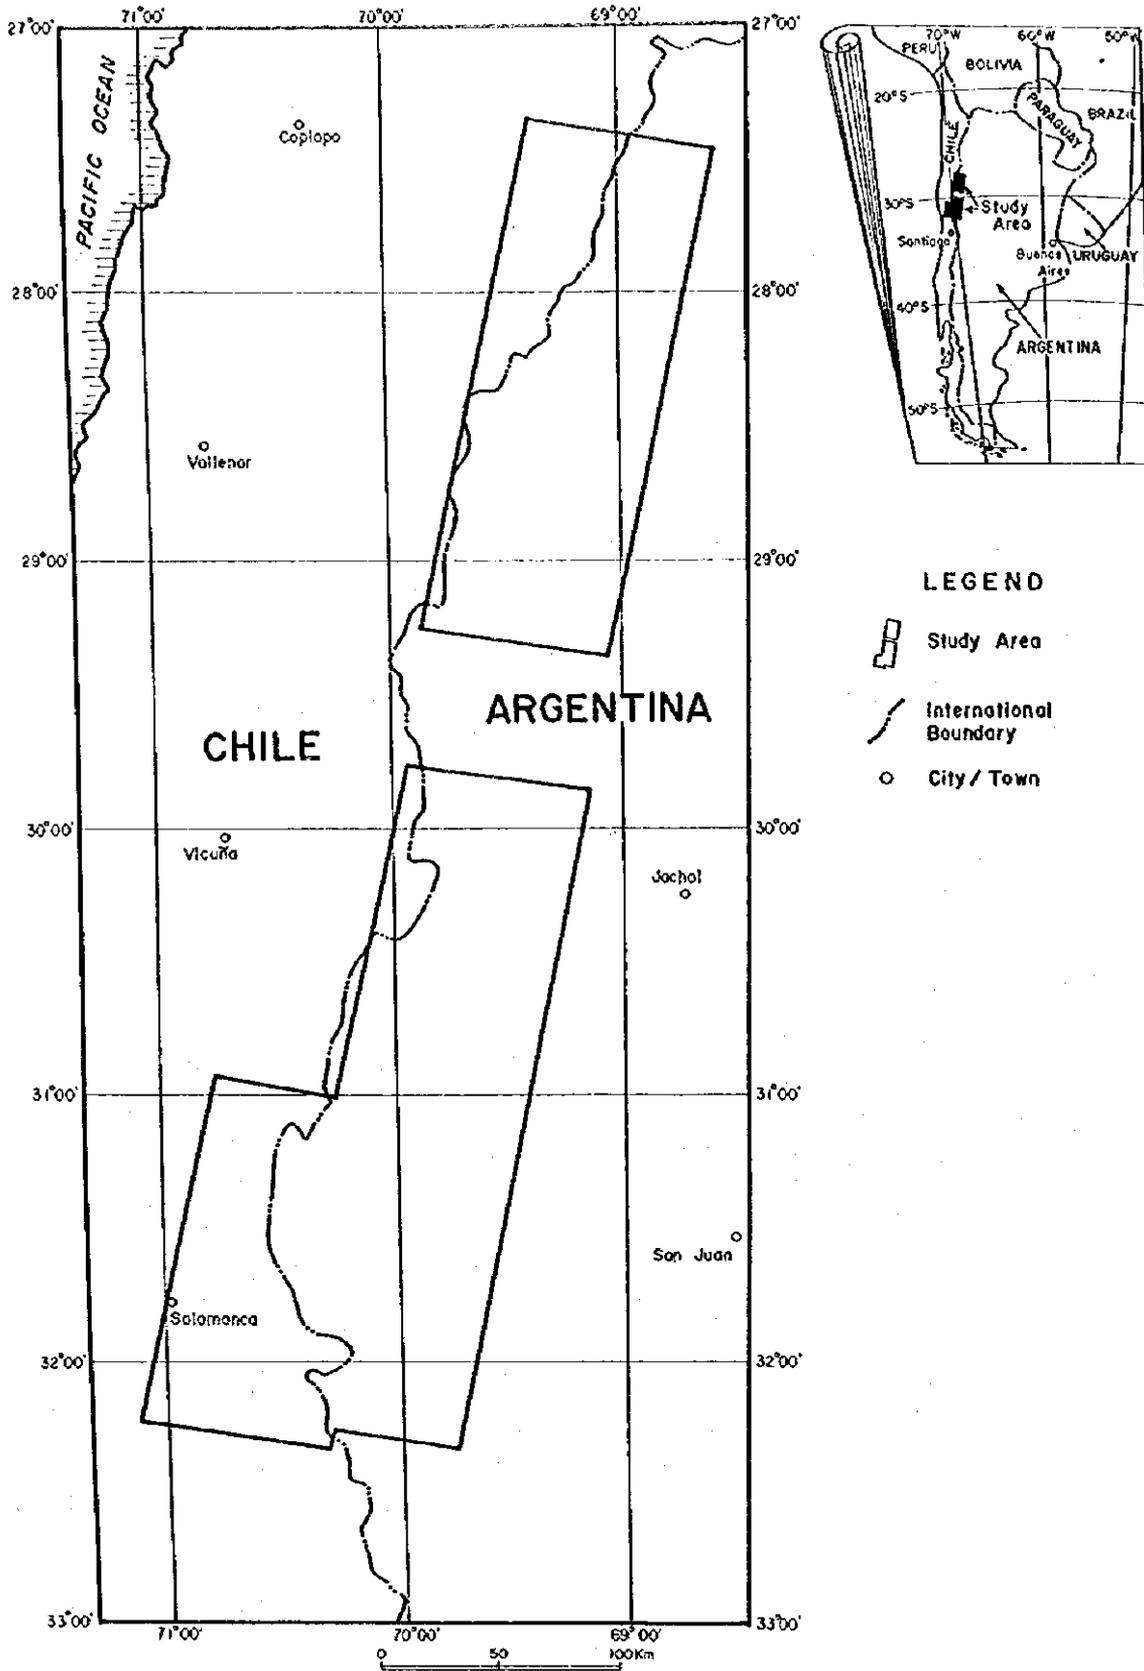 71°00'
70°00'
69°00'
27°00'
27°00'
PACIFIC OCEAN
Copiapo
28°00'
28°00'
Vallenar
29°00'
29°00'
CHILE
ARGENTINA
30°00'
30°00'
Vicuña
Jachal
31°00'
31°00'
San Juan
Salamanca
32°00'
32°00'
33°00'
33°00'
71°00'
70°00'
69°00'
0 50 100Km
70°W
60°W
50°W
PERU
BOLIVIA
20°S
PARAGUAY
BRAZIL
CHILE
30°S
Study
Area
Santiago
Buenos
Aires
URUGUAY
40°S
ARGENTINA
50°S
LEGEND
Study Area
International
Boundary
City / Town